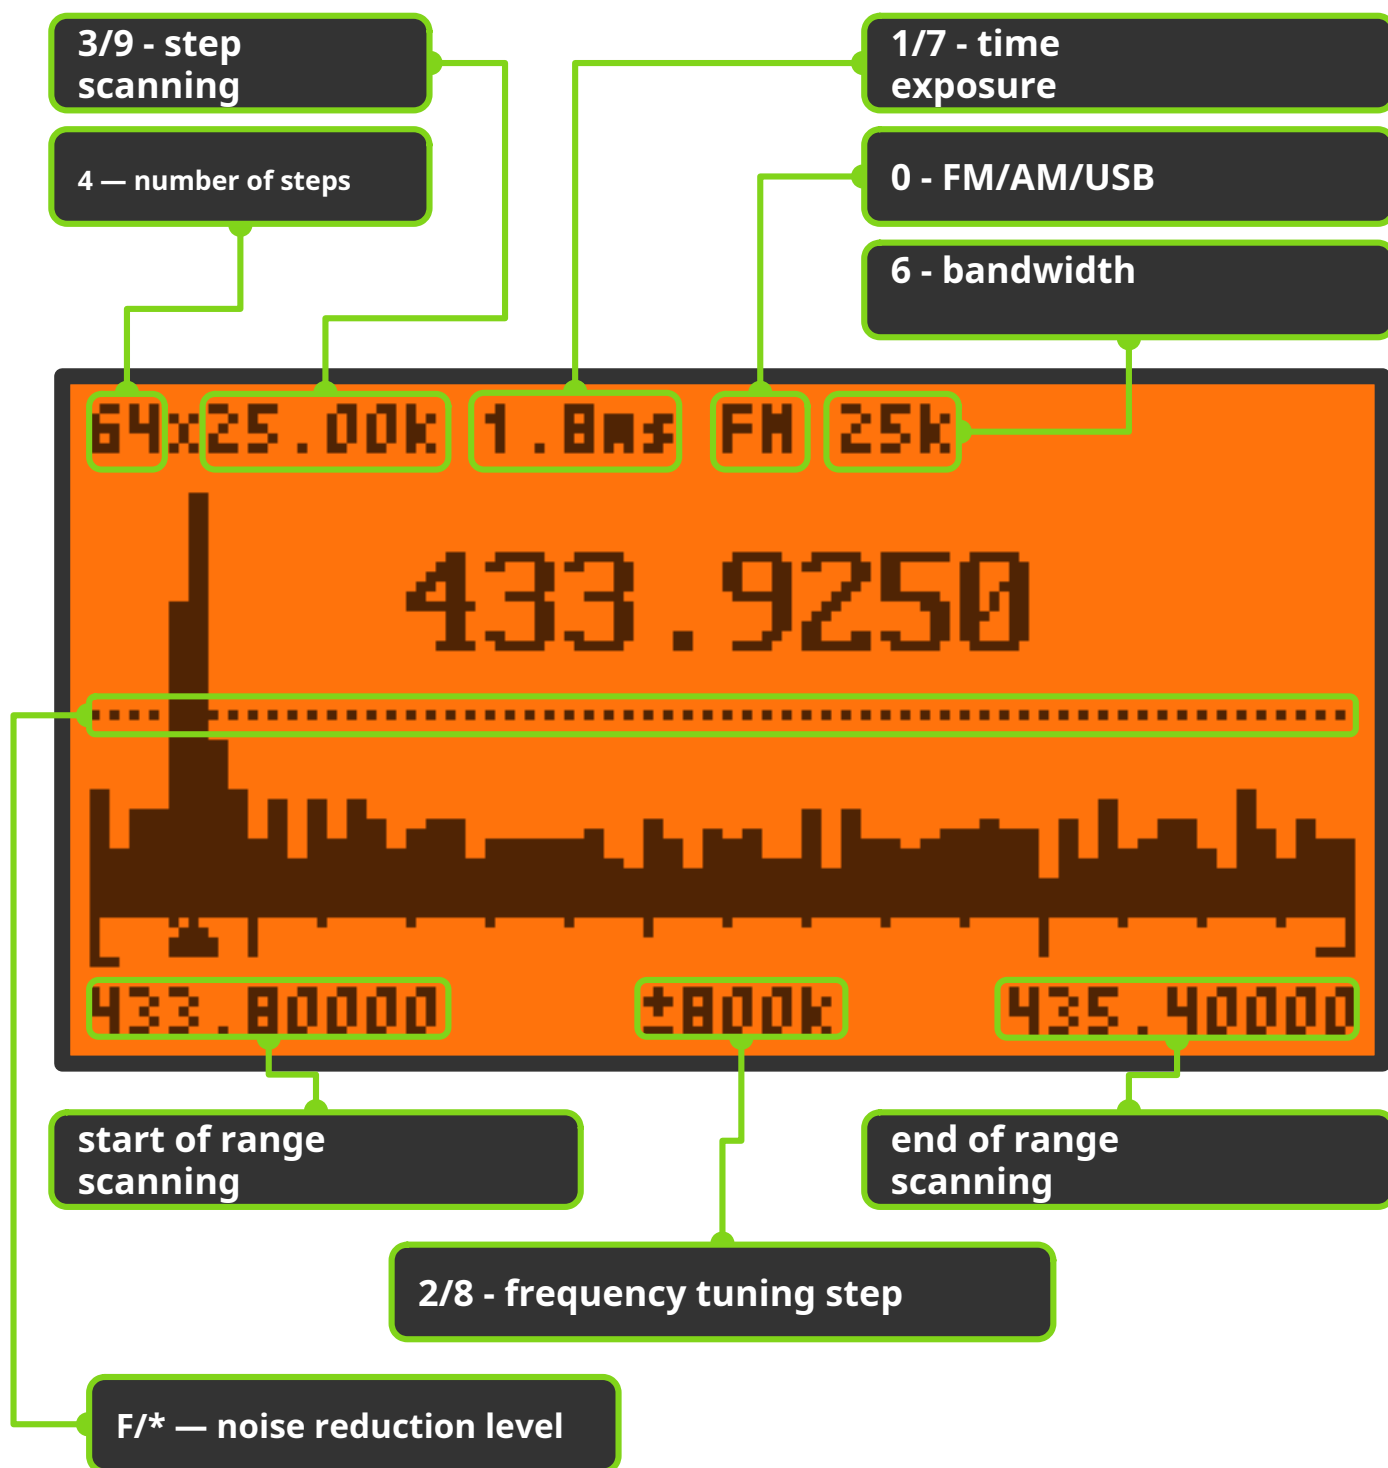 3/9 - step
scanning
1/7 - time
exposure
4 — number of steps
0 - FM/AM/USB
6 - bandwidth
64x25.00k 1.8ms FM 25k
433.9250
433.80000 ±800k 435.40000
start of range
scanning
end of range
scanning
2/8 - frequency tuning step
F/* — noise reduction level